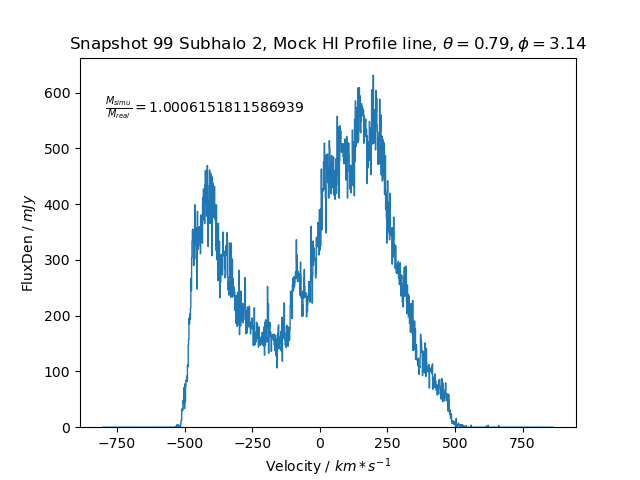 Snapshot 99 Subhalo 2, Mock HI Profile line, θ = 0.79, ϕ = 3.14
M_simu/M_real = 1.0006151811586939
600
500
400
300
200
100
0
FluxDen / mJy
−750 −500 −250 0 250 500 750
Velocity / km * s⁻¹